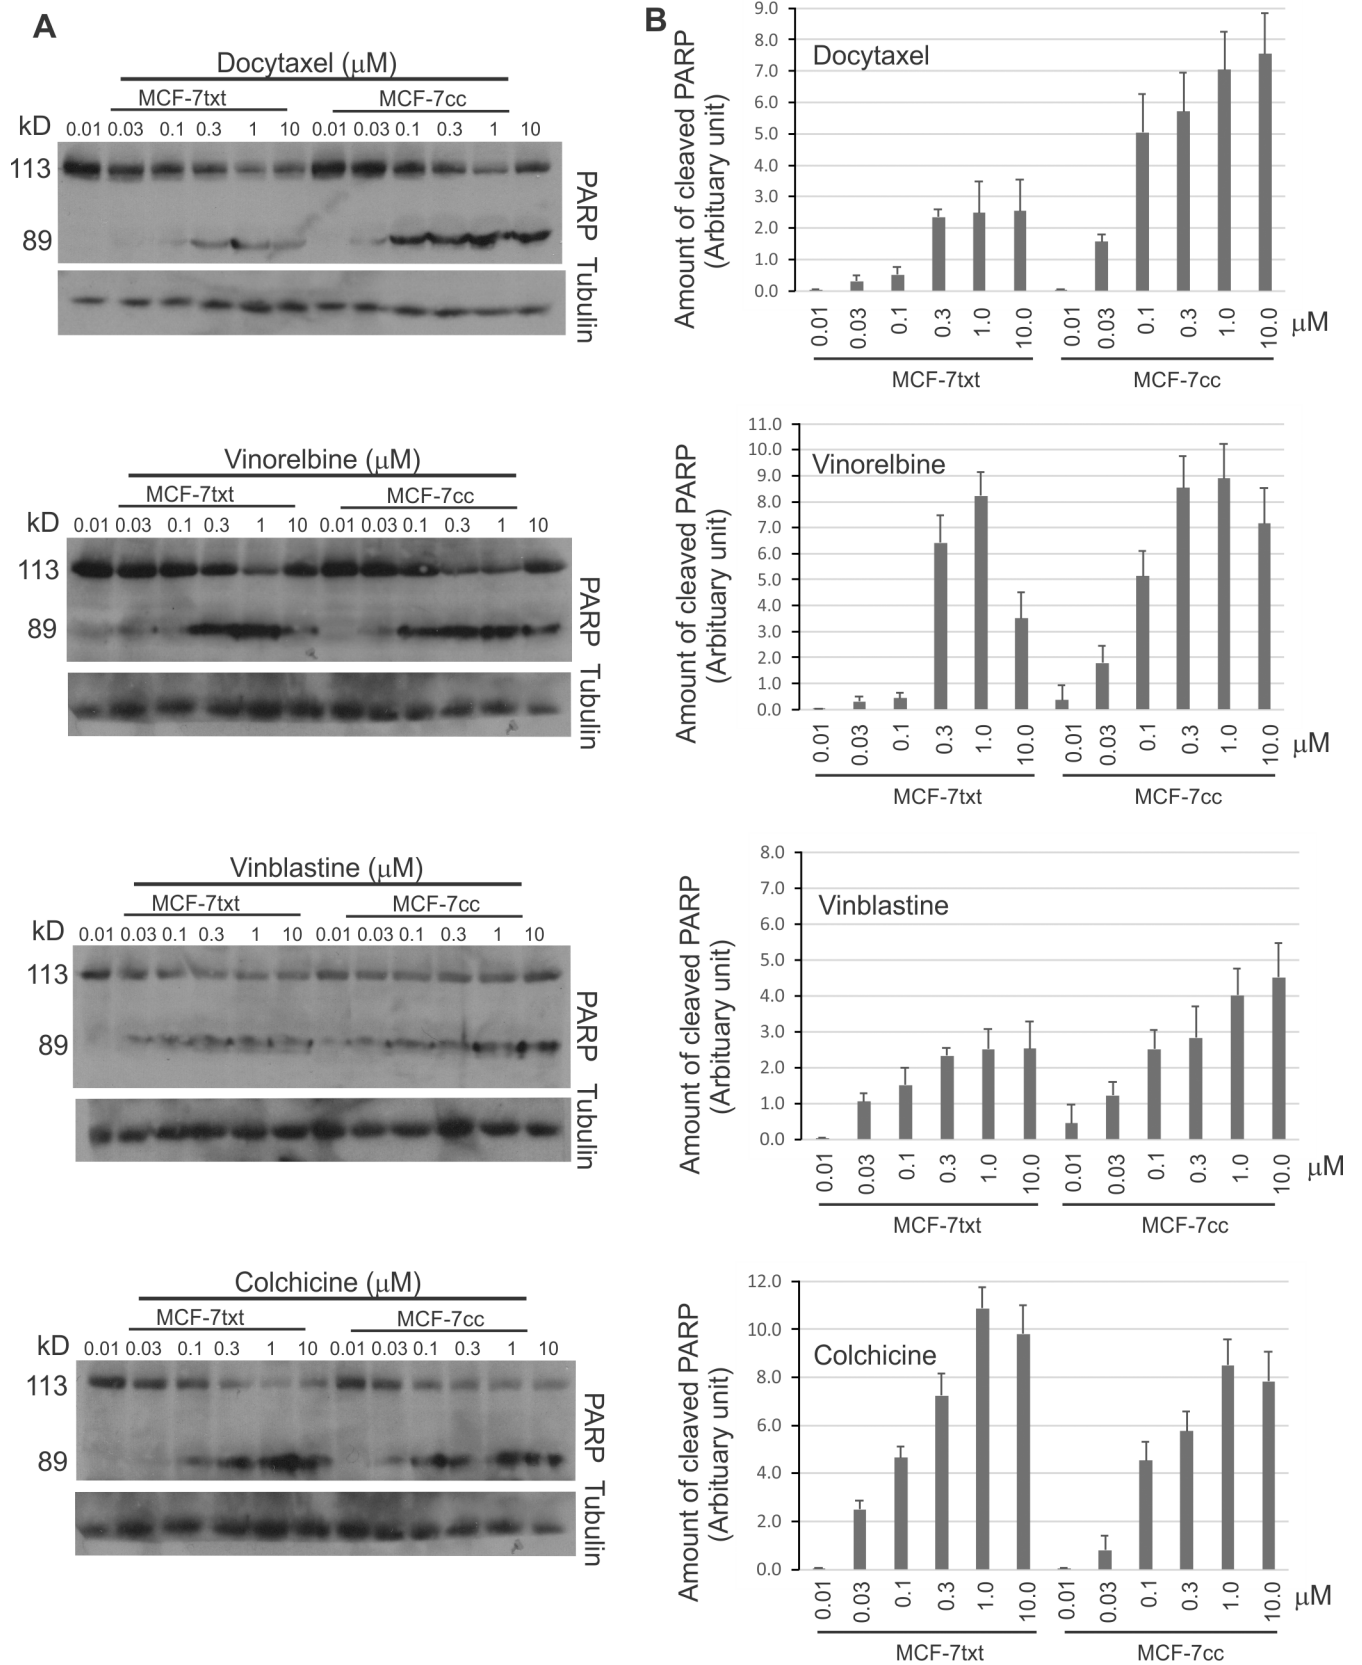 A
Docytaxel (μM)
MCF-7txt MCF-7cc
kD 0.01 0.03 0.1 0.3 1 10 0.01 0.03 0.1 0.3 1 10
113
89
PARP
Tubulin
Vinorelbine (μM)
MCF-7txt MCF-7cc
kD 0.01 0.03 0.1 0.3 1 10 0.01 0.03 0.1 0.3 1 10
113
89
PARP
Tubulin
Vinblastine (μM)
MCF-7txt MCF-7cc
kD 0.01 0.03 0.1 0.3 1 10 0.01 0.03 0.1 0.3 1 10
113
89
PARP
Tubulin
Colchicine (μM)
MCF-7txt MCF-7cc
kD 0.01 0.03 0.1 0.3 1 10 0.01 0.03 0.1 0.3 1 10
113
89
PARP
Tubulin
B
Amount of cleaved PARP
(Arbituary unit)
9.0
8.0
7.0
6.0
5.0
4.0
3.0
2.0
1.0
0.0
Docytaxel
0.01 0.03 0.1 0.3 1.0 10.0 0.01 0.03 0.1 0.3 1.0 10.0 μM
MCF-7txt MCF-7cc
Amount of cleaved PARP
(Arbituary unit)
11.0
10.0
9.0
8.0
7.0
6.0
5.0
4.0
3.0
2.0
1.0
0.0
Vinorelbine
0.01 0.03 0.1 0.3 1.0 10.0 0.01 0.03 0.1 0.3 1.0 10.0 μM
MCF-7txt MCF-7cc
Amount of cleaved PARP
(Arbituary unit)
8.0
7.0
6.0
5.0
4.0
3.0
2.0
1.0
0.0
Vinblastine
0.01 0.03 0.1 0.3 1.0 10.0 0.01 0.03 0.1 0.3 1.0 10.0 μM
MCF-7txt MCF-7cc
Amount of cleaved PARP
(Arbituary unit)
12.0
10.0
8.0
6.0
4.0
2.0
0.0
Colchicine
0.01 0.03 0.1 0.3 1.0 10.0 0.01 0.03 0.1 0.3 1.0 10.0 μM
MCF-7txt MCF-7cc